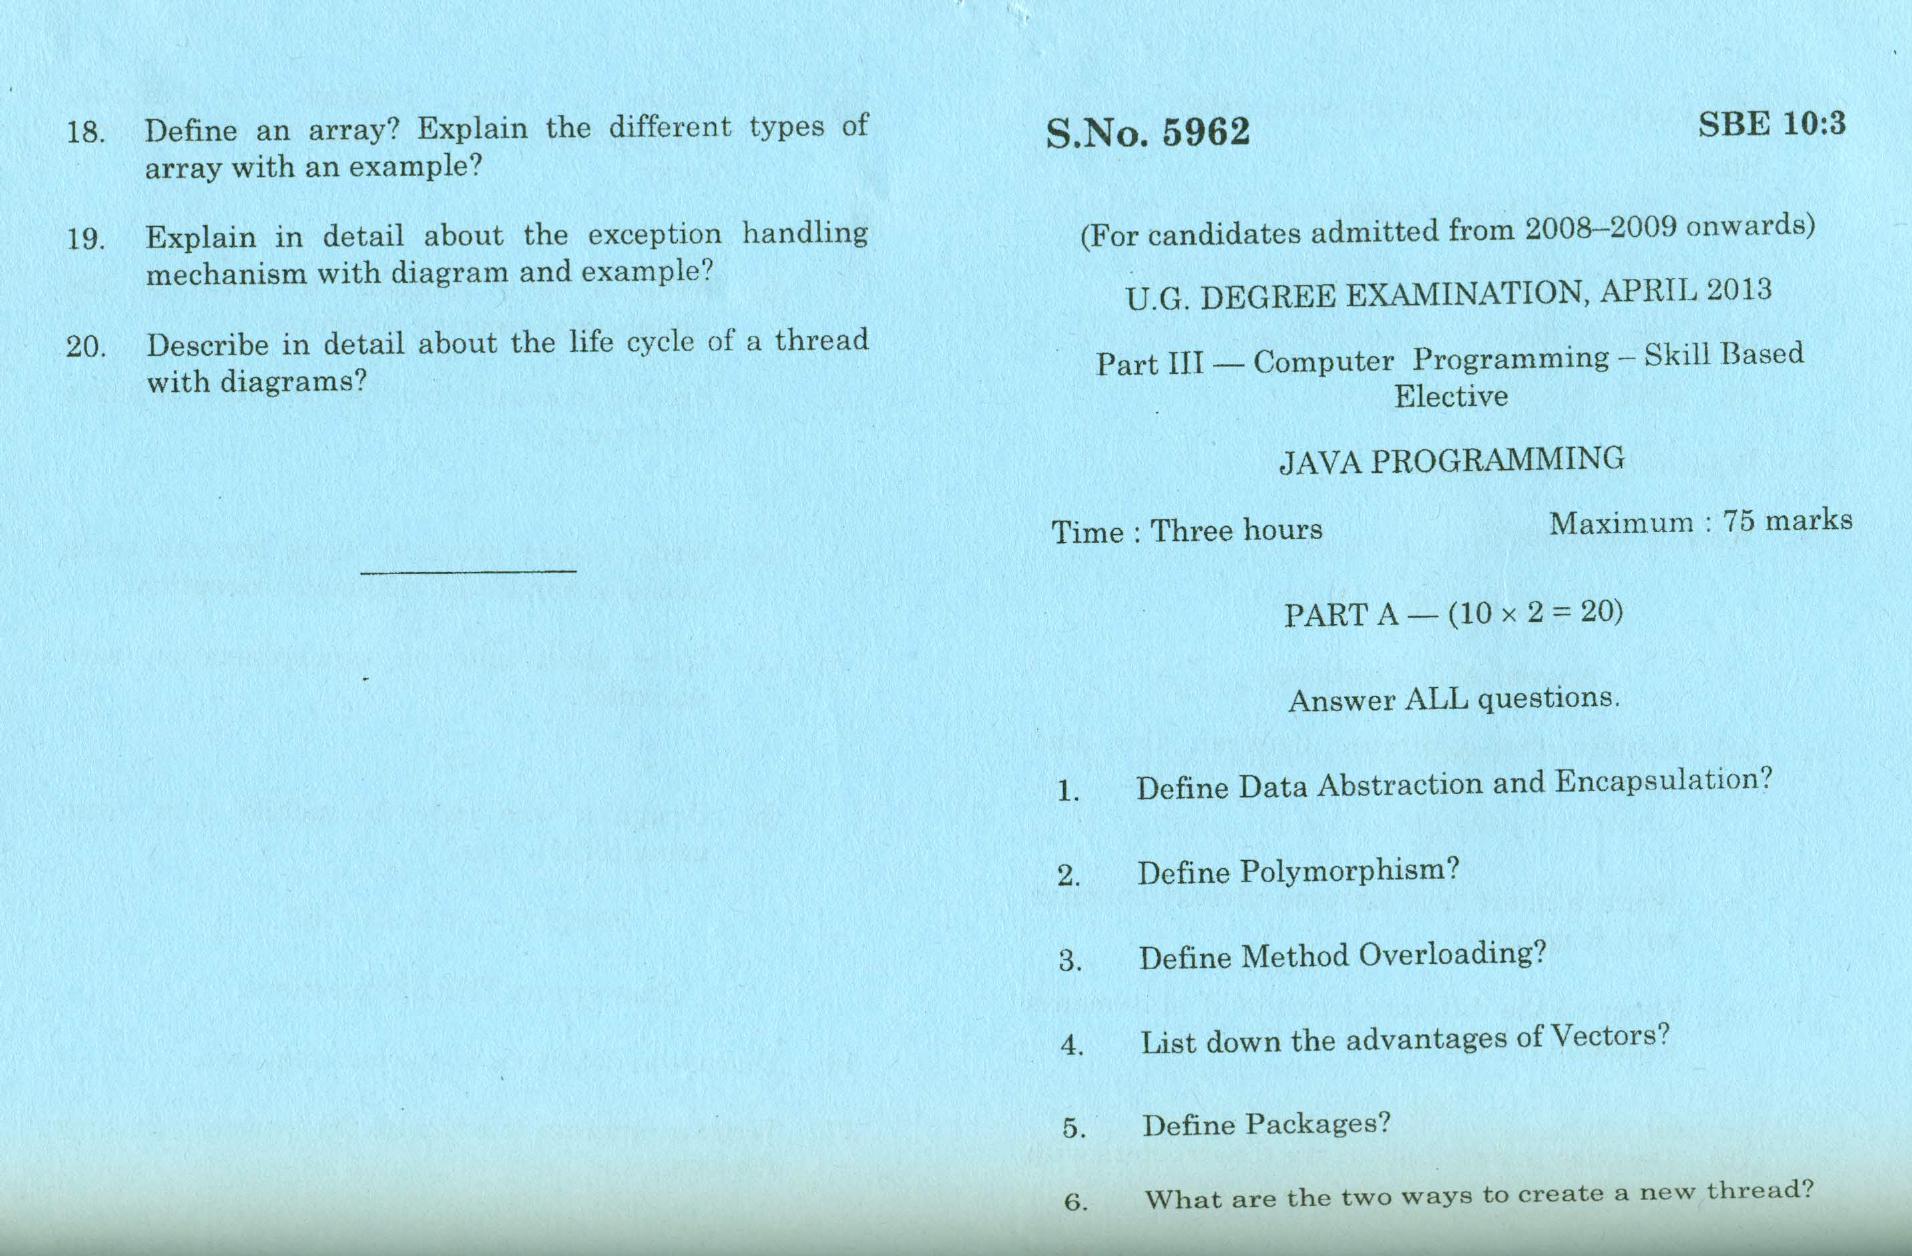 18. Define an array? Explain the different types of
array with an example?
19. Explain in detail about the exception handling
mechanism with diagram and example?
20. Describe in detail about the life cycle of a thread
with diagrams?
S.No. 5962 SBE 10:3
(For candidates admitted from 2008–2009 onwards)
U.G. DEGREE EXAMINATION, APRIL 2013
Part III — Computer Programming – Skill Based
Elective
JAVA PROGRAMMING
Time : Three hours Maximum : 75 marks
PART A — (10 × 2 = 20)
Answer ALL questions.
1. Define Data Abstraction and Encapsulation?
2. Define Polymorphism?
3. Define Method Overloading?
4. List down the advantages of Vectors?
5. Define Packages?
6. What are the two ways to create a new thread?